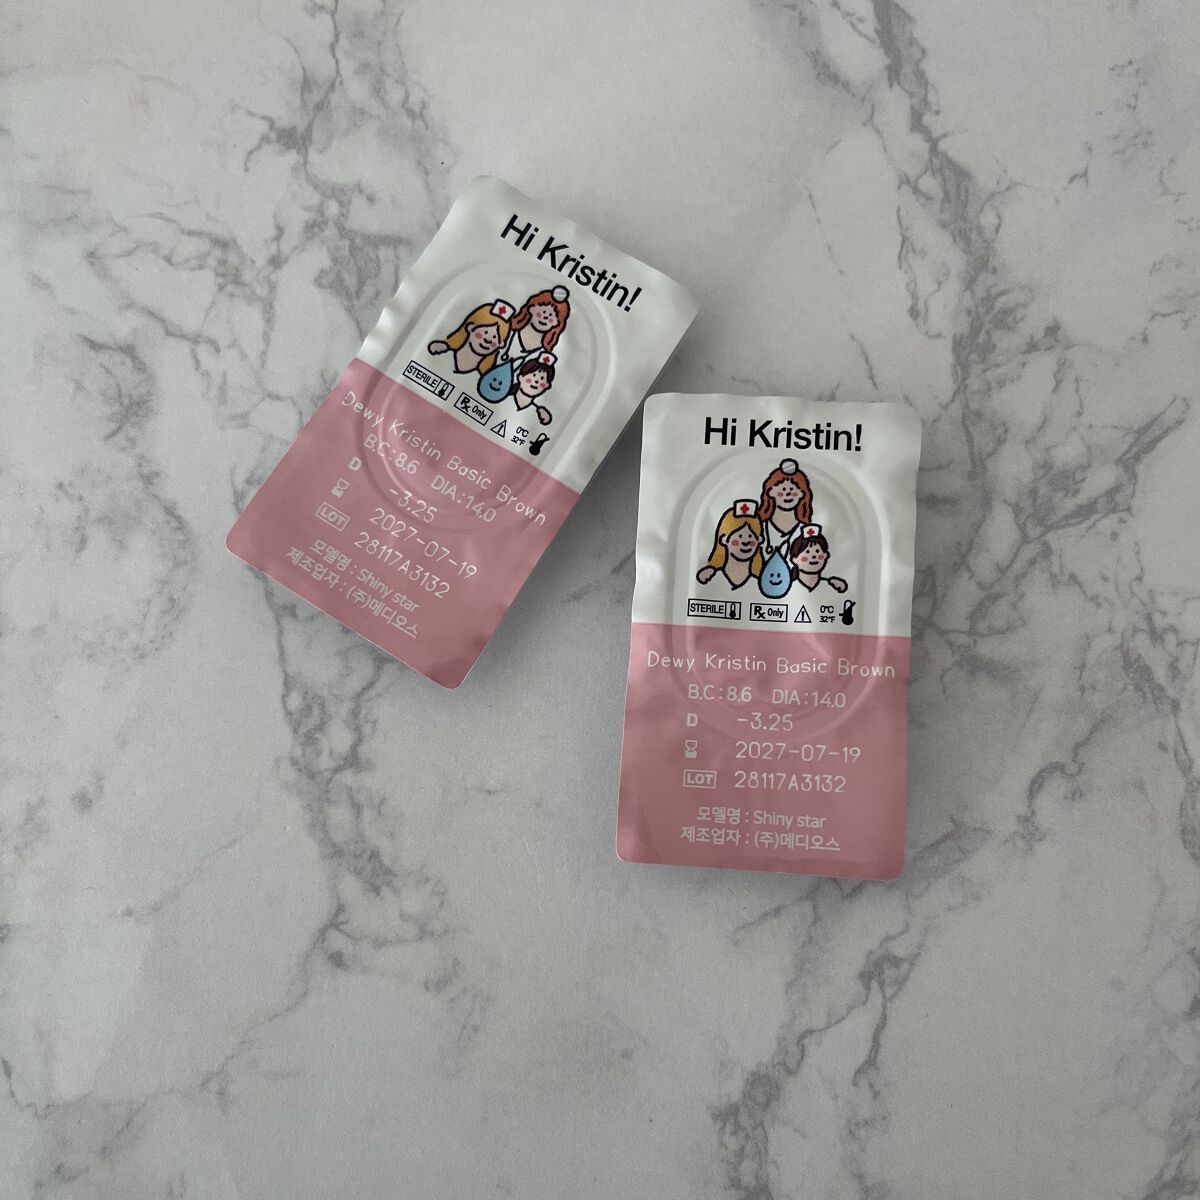 Hi Kristin!
STERILE
Rx Only
0°C
32°F
Dewy Kristin Basic Brown
B.C:8.6 DIA:14.0
D -3.25
2027-07-19
LOT 28117A3132
모델명 : Shiny star
제조업자 : (주)메디오스
Hi Kristin!
STERILE
Rx Only
0°C
32°F
Dewy Kristin Basic Brown
B.C:8.6 DIA:14.0
D -3.25
2027-07-19
LOT 28117A3132
모델명 : Shiny star
제조업자 : (주)메디오스